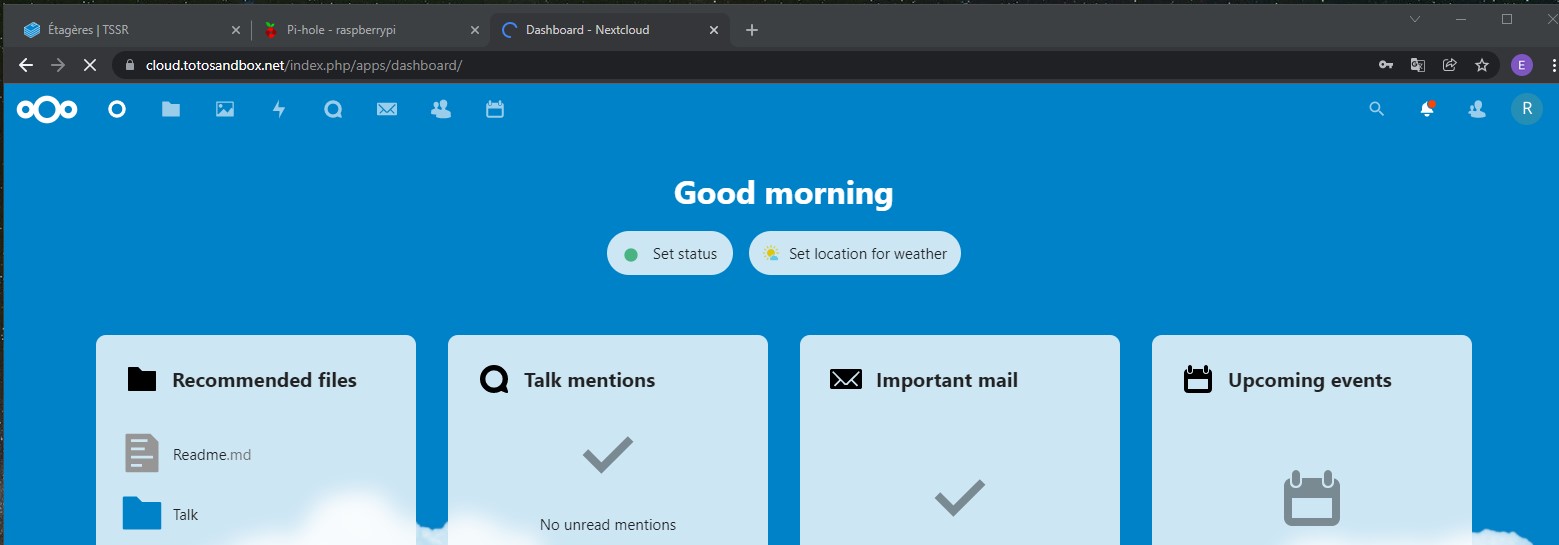 Étagères | TSSR
Pi-hole - raspberrypi
Dashboard - Nextcloud
cloud.totosandbox.net/index.php/apps/dashboard/
E
R
Good morning
Set status
Set location for weather
Recommended files
Talk mentions
Important mail
Upcoming events
Readme.md
Talk
No unread mentions